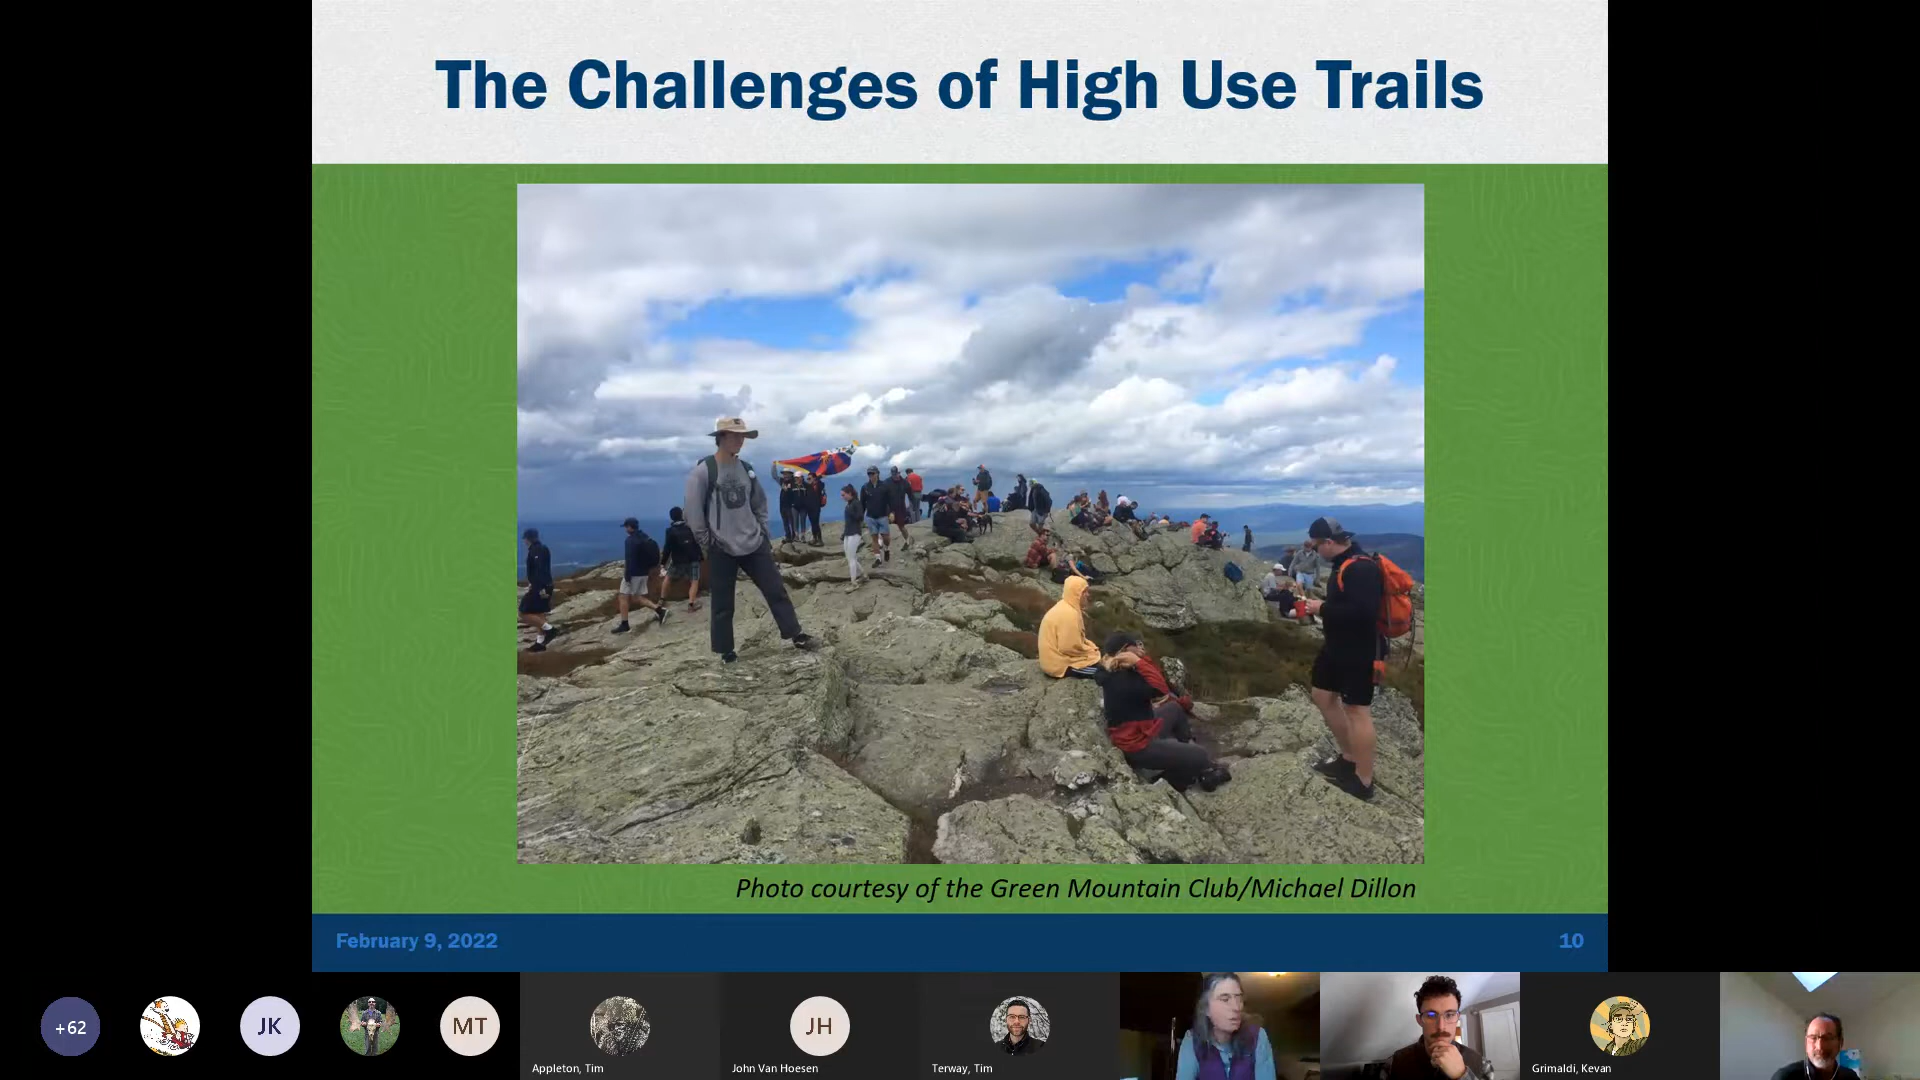 The Challenges of High Use Trails
Photo courtesy of the Green Mountain Club/Michael Dillon
February 9, 2022
10
+62
JK
MT
Appleton, Tim
JH
John Van Hoesen
Terway, Tim
Grimaldi, Kevan